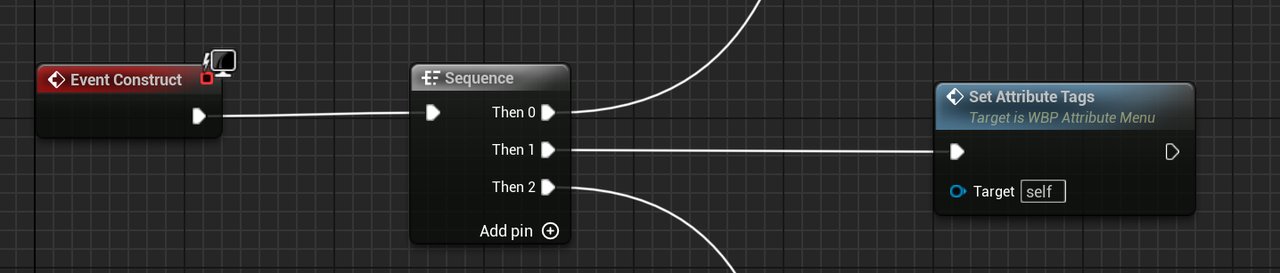 Event Construct
Sequence
Then 0
Then 1
Then 2
Add pin
Set Attribute Tags
Target is WBP Attribute Menu
Target self